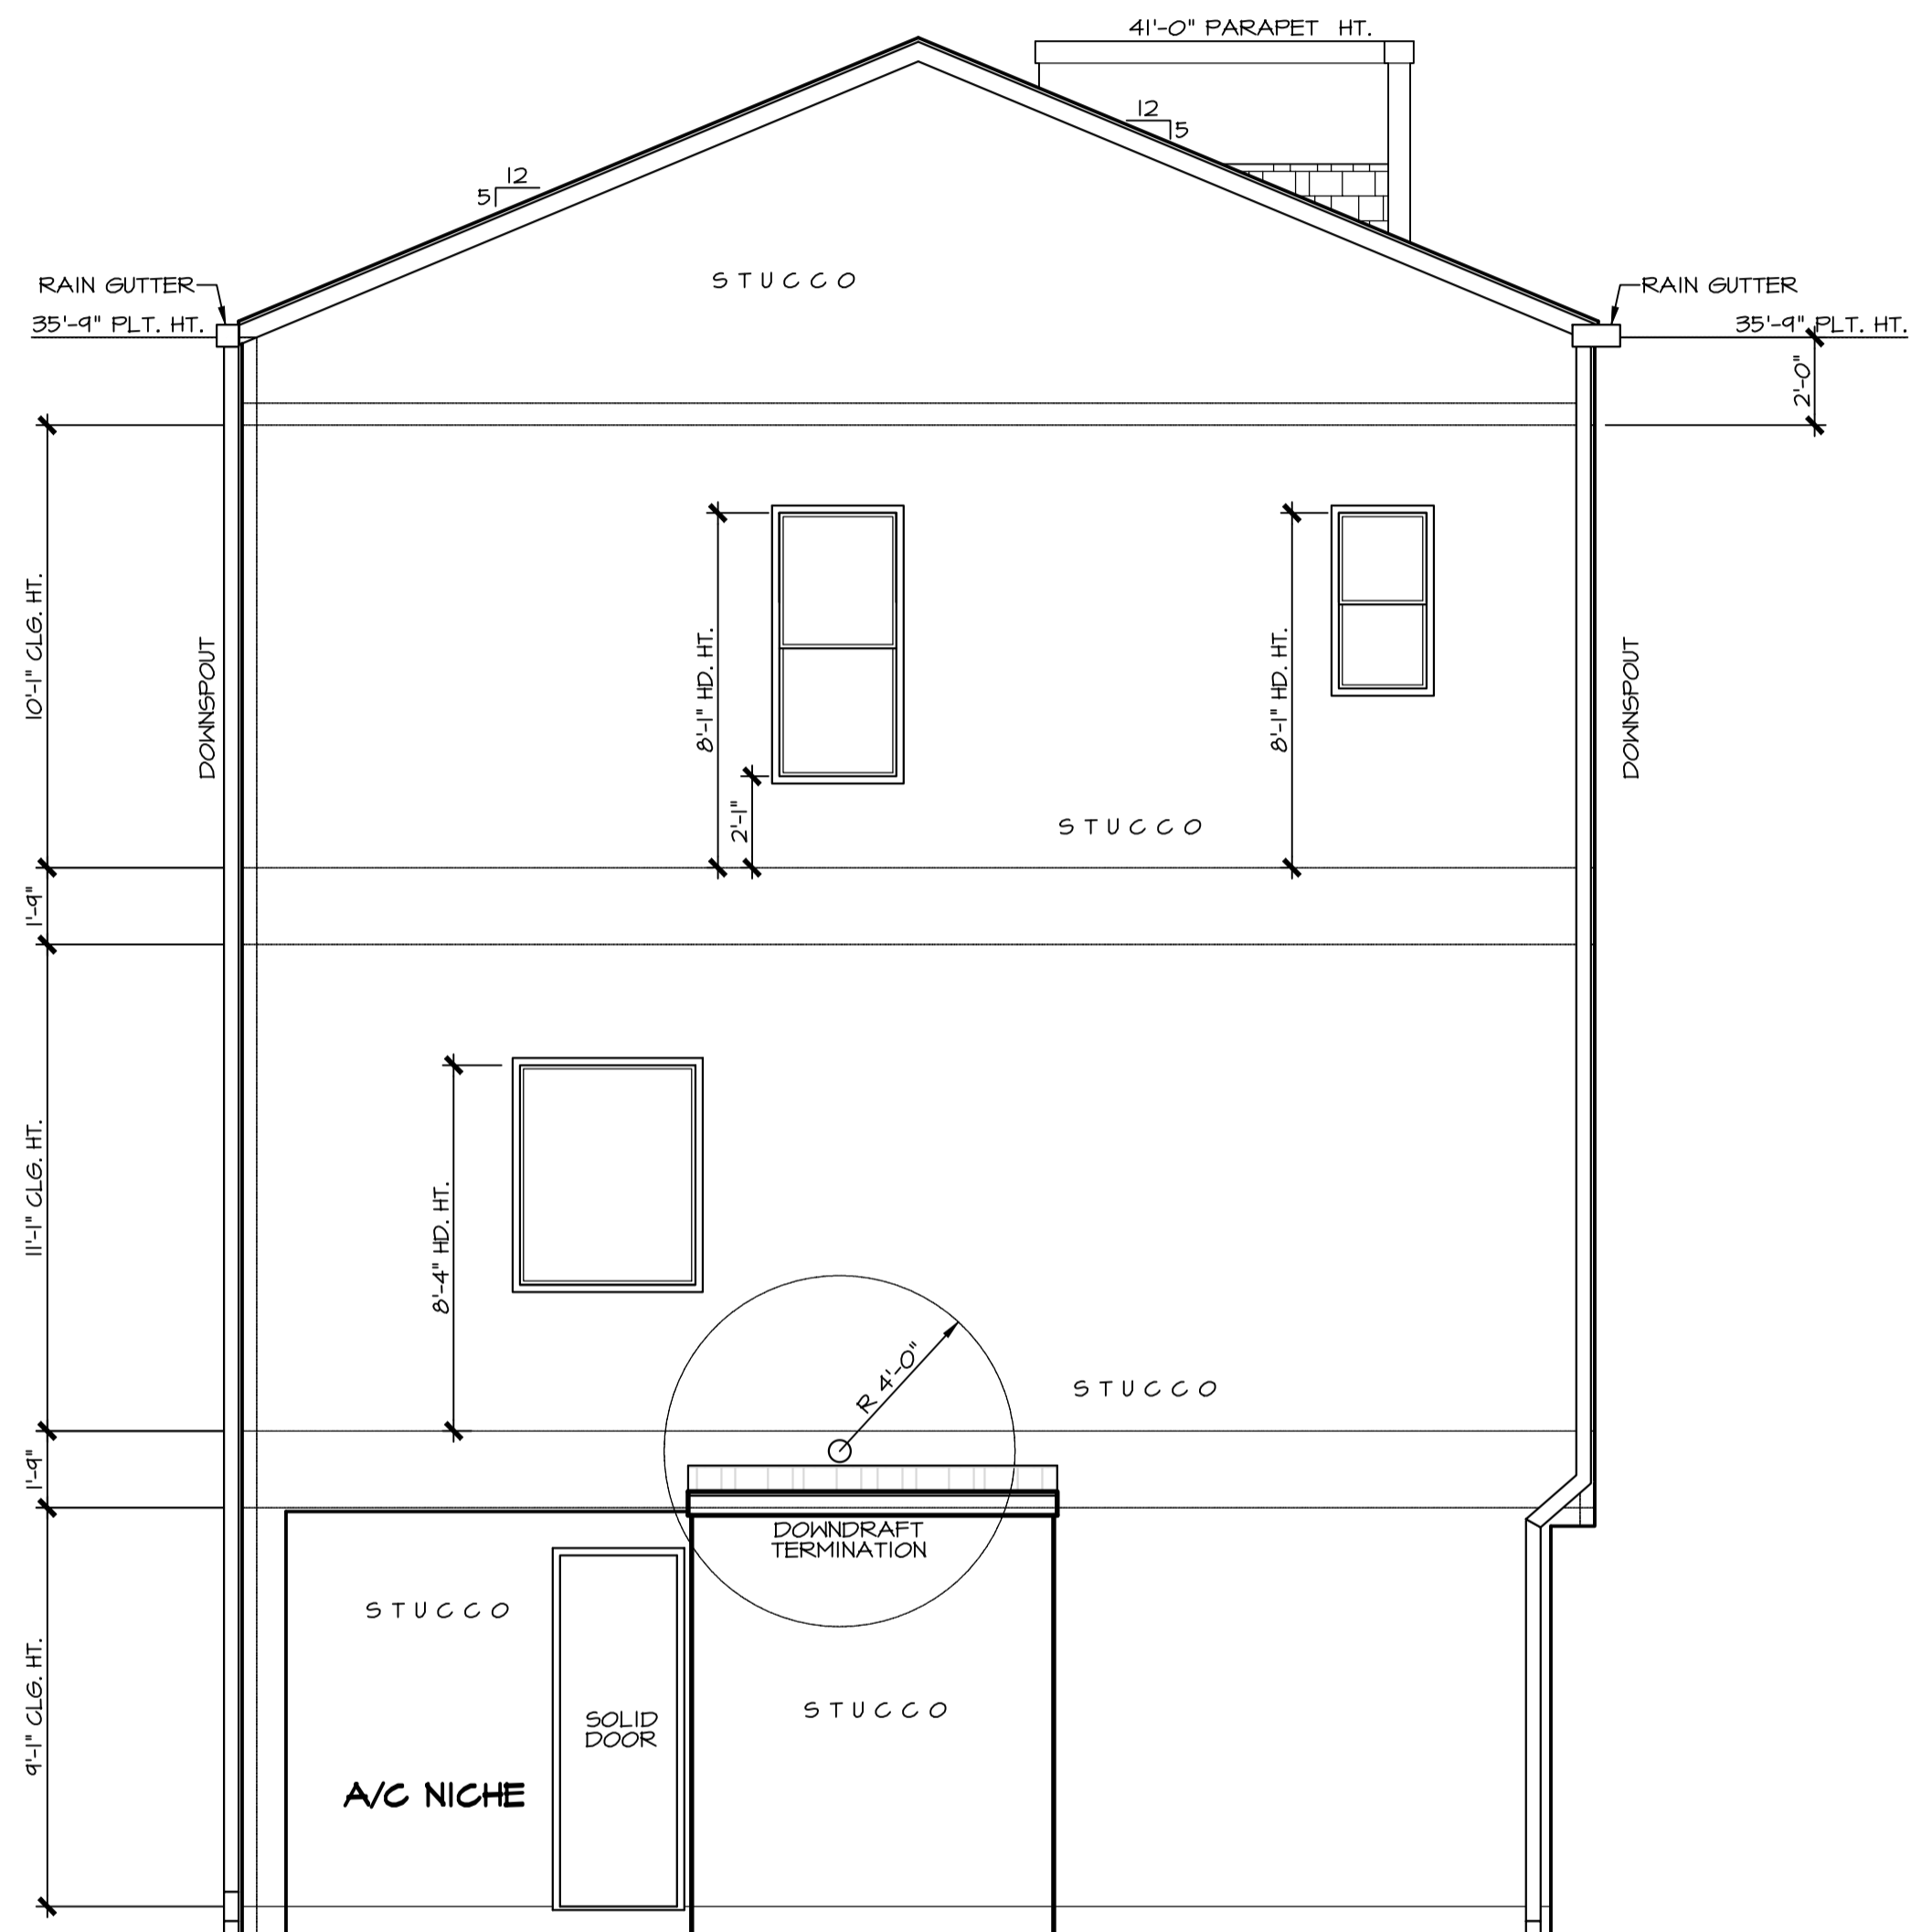 41'-0" PARAPET HT.
12
5
12
5
RAIN GUTTER
RAIN GUTTER
35'-9" PLT. HT.
35'-9" PLT. HT.
STUCCO
2'-0"
10'-1" CLG. HT.
DOWNSPOUT
8'-1" HD. HT.
8'-1" HD. HT.
DOWNSPOUT
2'-1"
STUCCO
1'-9"
11'-1" CLG. HT.
8'-4" HD. HT.
R 4'-0"
STUCCO
1'-9"
DOWNDRAFT
TERMINATION
STUCCO
9'-1" CLG. HT.
SOLID
DOOR
STUCCO
A/C NICHE